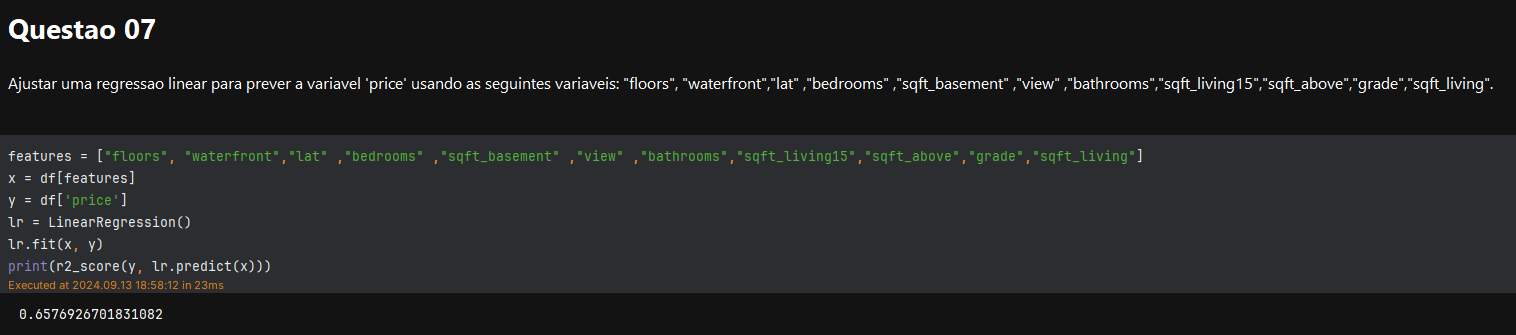 Questao 07
Ajustar uma regressao linear para prever a variavel 'price' usando as seguintes variaveis: "floors", "waterfront","lat" ,"bedrooms" ,"sqft_basement" ,"view" ,"bathrooms","sqft_living15","sqft_above","grade","sqft_living".
features = ["floors", "waterfront","lat" ,"bedrooms" ,"sqft_basement" ,"view" ,"bathrooms","sqft_living15","sqft_above","grade","sqft_living"]
x = df[features]
y = df['price']
lr = LinearRegression()
lr.fit(x, y)
print(r2_score(y, lr.predict(x)))
Executed at 2024.09.13 18:58:12 in 23ms
0.6576926701831082